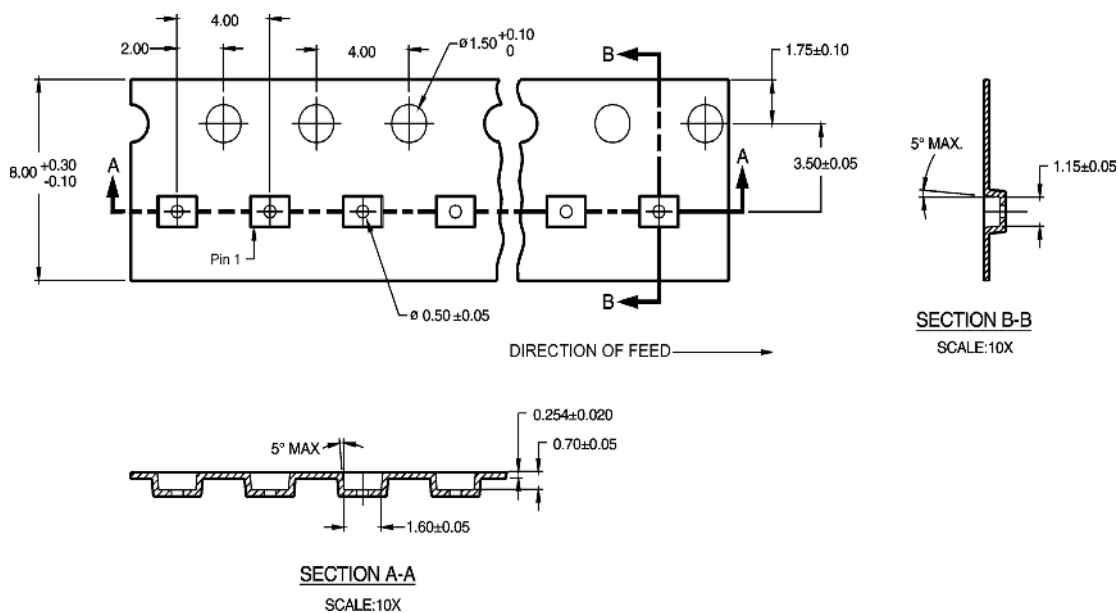 4.00
2.00
4.00
ø1.50 +0.10 0
B
1.75±0.10
8.00 +0.30 -0.10
A
A
3.50±0.05
5° MAX.
1.15±0.05
Pin 1
B
ø 0.50 ±0.05
SECTION B-B
SCALE:10X
DIRECTION OF FEED
0.254±0.020
5° MAX
0.70±0.05
1.60±0.05
SECTION A-A
SCALE:10X